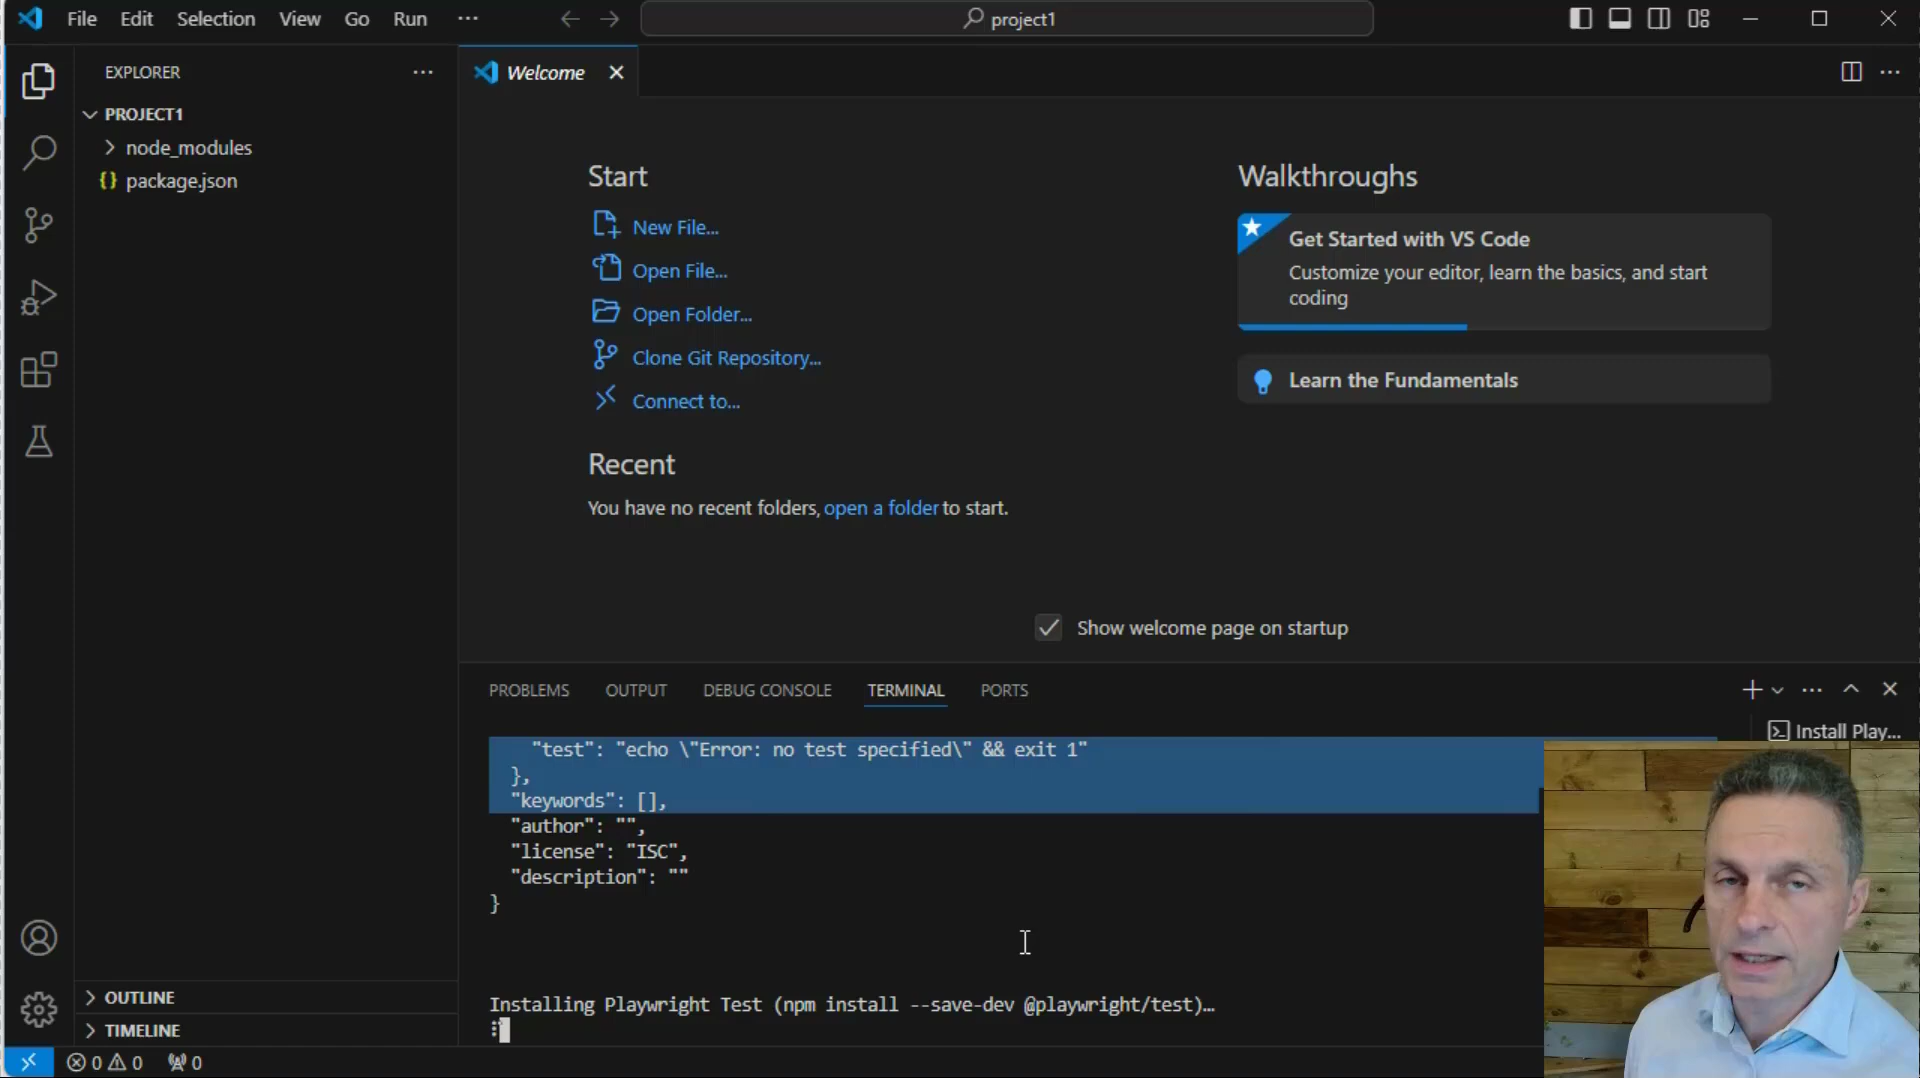 File Edit Selection View Go Run ···
project1
EXPLORER
Welcome
PROJECT1
node_modules
{} package.json
Start
New File...
Open File...
Open Folder...
Clone Git Repository...
Connect to...
Recent
You have no recent folders, open a folder to start.
Walkthroughs
Get Started with VS Code
Customize your editor, learn the basics, and start
coding
Learn the Fundamentals
Show welcome page on startup
PROBLEMS OUTPUT DEBUG CONSOLE TERMINAL PORTS
Install Play...
"test": "echo \"Error: no test specified\" && exit 1"
},
"keywords": [],
"author": "",
"license": "ISC",
"description": ""
}
Installing Playwright Test (npm install --save-dev @playwright/test)…
OUTLINE
TIMELINE
0 0 0